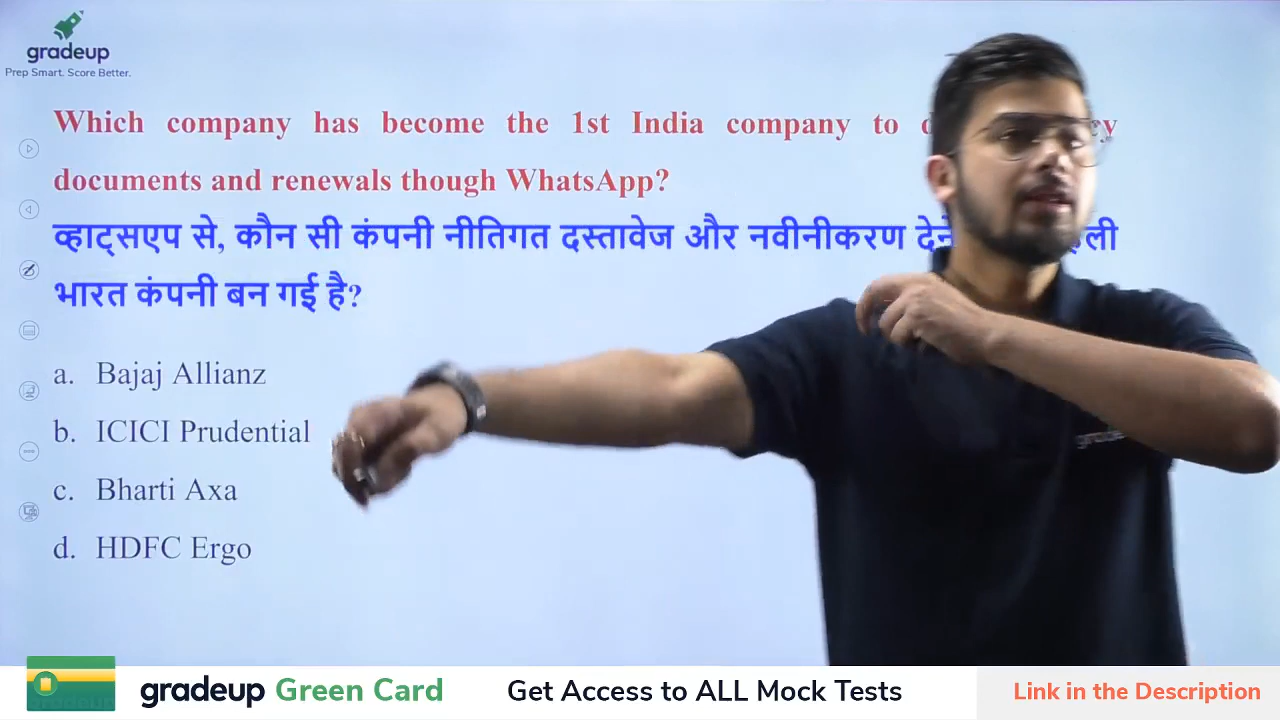 gradeup
Prep Smart. Score Better.
Which company has become the 1st India company to
documents and renewals though WhatsApp?
व्हाट्सएप से, कौन सी कंपनी नीतिगत दस्तावेज और नवीनीकरण
भारत कंपनी बन गई है?
a. Bajaj Allianz
b. ICICI Prudential
c. Bharti Axa
d. HDFC Ergo
gradeup Green Card
Get Access to ALL Mock Tests
Link in the Description